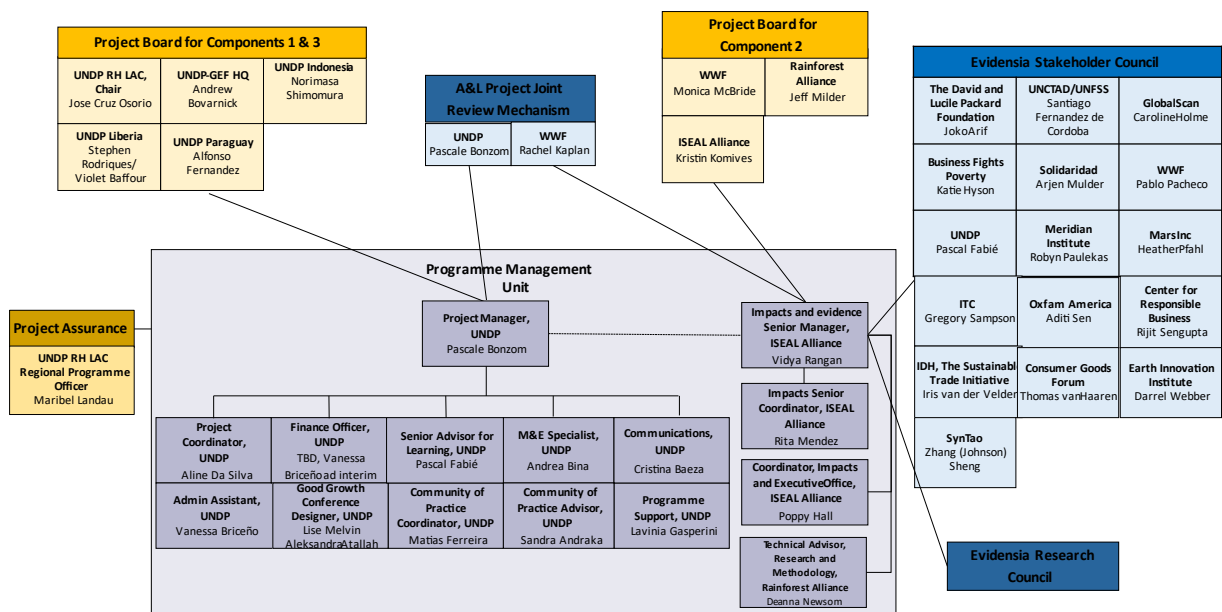 Project Board for Components 1 & 3
UNDP RH LAC,
Chair
Jose Cruz Osorio
UNDP-GEF HQ
Andrew
Bovarnick
UNDP Indonesia
Norimasa
Shimomura
UNDP Liberia
Stephen
Rodriques/
Violet Baffour
UNDP Paraguay
Alfonso
Fernandez
A&L Project Joint
Review Mechanism
UNDP
Pascale Bonzom
WWF
Rachel Kaplan
Project Board for
Component 2
WWF
Monica McBride
Rainforest
Alliance
Jeff Milder
ISEAL Alliance
Kristin Komives
Evidensia Stakeholder Council
The David and
Lucile Packard
Foundation
JokoArif
UNCTAD/UNFSS
Santiago
Fernandez de
Cordoba
GlobalScan
CarolineHolme
Business Fights
Poverty
Katie Hyson
Solidaridad
Arjen Mulder
WWF
Pablo Pacheco
UNDP
Pascal Fabié
Meridian
Institute
Robyn Paulekas
MarsInc
HeatherPfahl
ITC
Gregory Sampson
Oxfam America
Aditi Sen
Center for
Responsible
Business
Rijit Sengupta
IDH, The Sustainable
Trade Initiative
Iris van der Velder
Consumer Goods
Forum
Thomas vanHaaren
Earth Innovation
Institute
Darrel Webber
SynTao
Zhang (Johnson)
Sheng
Project Assurance
UNDP RH LAC
Regional Programme
Officer
Maribel Landau
Programme Management
Unit
Project Manager,
UNDP
Pascale Bonzom
Impacts and evidence
Senior Manager,
ISEAL Alliance
Vidya Rangan
Impacts Senior
Coordinator, ISEAL
Alliance
Rita Mendez
Coordinator, Impacts
and ExecutiveOffice,
ISEAL Alliance
Poppy Hall
Technical Advisor,
Research and
Methodology,
Rainforest Alliance
Deanna Newsom
Project
Coordinator,
UNDP
Aline Da Silva
Finance Officer,
UNDP
TBD, Vanessa
Briceñoad interim
Senior Advisor for
Learning, UNDP
Pascal Fabié
M&E Specialist,
UNDP
Andrea Bina
Communications,
UNDP
Cristina Baeza
Admin Assistant,
UNDP
Vanessa Briceño
Good Growth
Conference
Designer, UNDP
Lise Melvin
AleksandraAtallah
Community of
Practice
Coordinator, UNDP
Matias Ferreira
Community of
Practice Advisor,
UNDP
Sandra Andraka
Programme
Support, UNDP
Lavinia Gasperini
Evidensia Research
Council